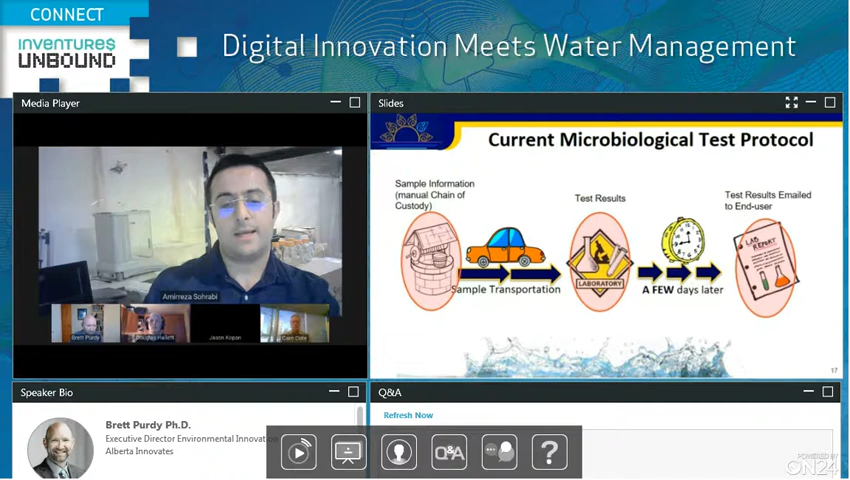 CONNECT
INVENTURES
UNBOUND
Digital Innovation Meets Water Management
Media Player
Amirreza Sohrabi
Brett Purdy
Jason Kopan
Slides
Current Microbiological Test Protocol
Sample Information
(manual Chain of
Custody)
Sample Transportation
Test Results
LABORATORY
A FEW days later
Test Results Emailed
to End-user
LAB
REPORT
17
Speaker Bio
Brett Purdy Ph.D.
Executive Director Environmental Innovation
Alberta Innovates
Q&A
Refresh Now
Q&A
?
POWERED BY
ON24